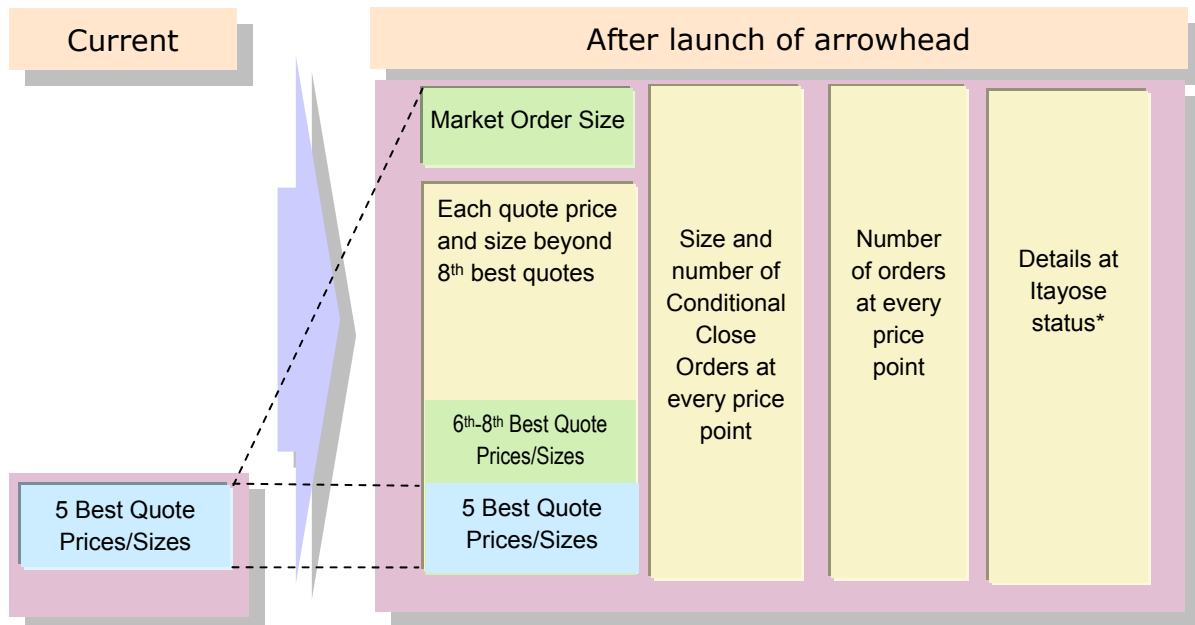 Current
After launch of arrowhead
Market Order Size
Each quote price
and size beyond
8th best quotes
6th-8th Best Quote
Prices/Sizes
5 Best Quote
Prices/Sizes
5 Best Quote
Prices/Sizes
Size and
number of
Conditional
Close
Orders at
every price
point
Number
of orders
at every
price
point
Details at
Itayose
status*